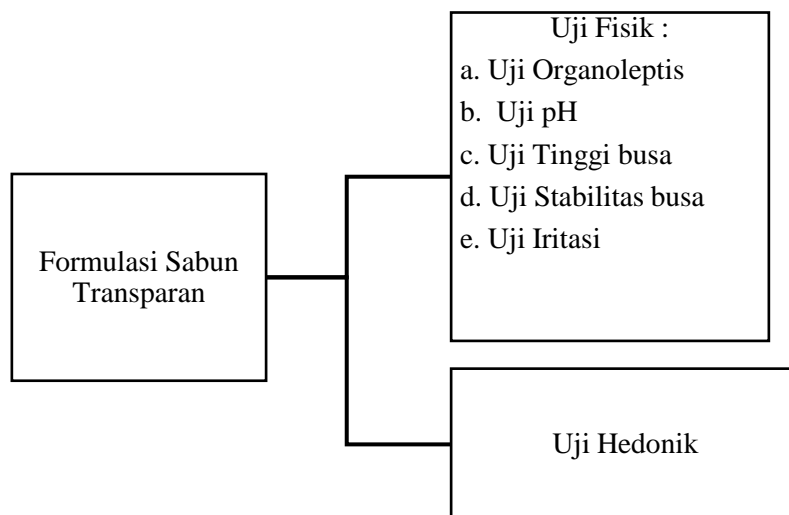 Uji Fisik :
a. Uji Organoleptis
b. Uji pH
c. Uji Tinggi busa
d. Uji Stabilitas busa
e. Uji Iritasi
Formulasi Sabun
Transparan
Uji Hedonik